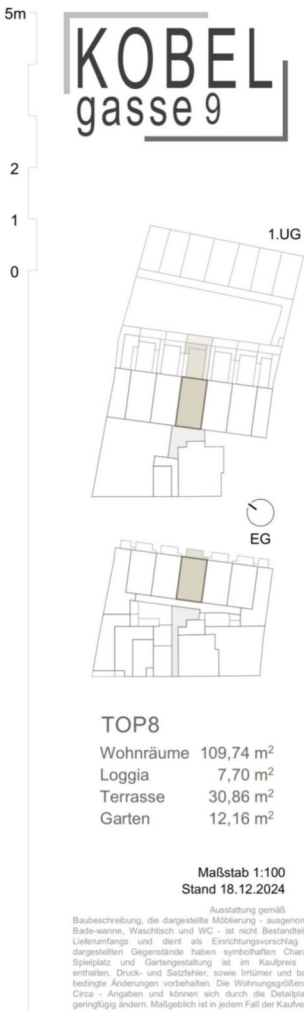 5m
2
1
0
KOBEL
gasse 9
1.UG
EG
TOP8
Wohnräume 109,74 m²
Loggia 7,70 m²
Terrasse 30,86 m²
Garten 12,16 m²
Maßstab 1:100
Stand 18.12.2024
Ausstattung gemäß
Baubeschreibung, die dargestellte Möblierung - ausgenom
Bade-wanne, Waschtisch und WC - ist nicht Bestandteil
Lieferumfangs und dient als Einrichtungsvorschlag.
dargestellten Gegenstände haben symbolhaften Chara
Spielplatz und Gartengestaltung ist im Kaufpreis
enthalten. Druck- und Satzfehler, sowie Irrtümer und ba
bedingte Änderungen vorbehalten. Die Wohnungsgrößen
Circa - Angaben und können sich durch die Detailpla
geringfügig ändern. Maßgeblich ist in jedem Fall der Kaufve